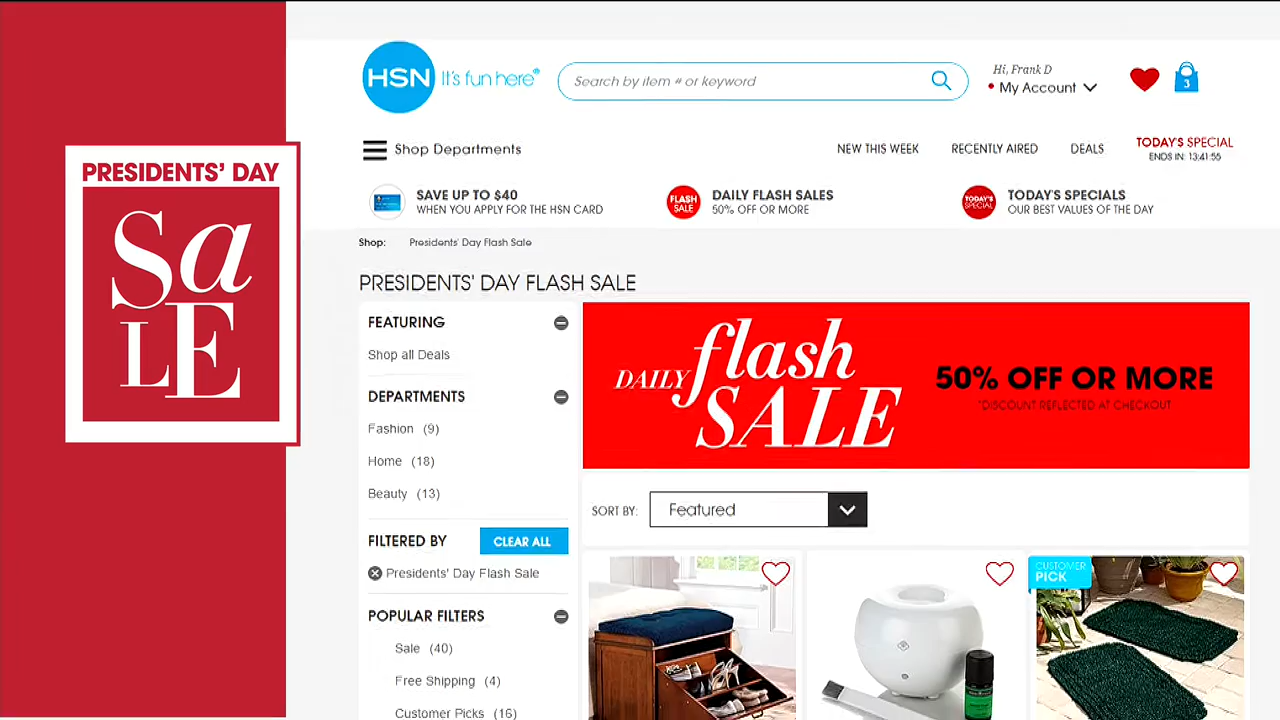 PRESIDENTS' DAY
Sa
LE
HSN It's fun here®
Search by item # or keyword
Hi, Frank D
My Account
3
Shop Departments
NEW THIS WEEK
RECENTLY AIRED
DEALS
TODAY'S SPECIAL
ENDS IN: 13:41:55
SAVE UP TO $40
WHEN YOU APPLY FOR THE HSN CARD
FLASH
SALE
DAILY FLASH SALES
50% OFF OR MORE
TODAY'S
SPECIAL
TODAY'S SPECIALS
OUR BEST VALUES OF THE DAY
Shop: Presidents' Day Flash Sale
PRESIDENTS' DAY FLASH SALE
FEATURING
Shop all Deals
DEPARTMENTS
Fashion (9)
Home (18)
Beauty (13)
FILTERED BY CLEAR ALL
Presidents' Day Flash Sale
POPULAR FILTERS
Sale (40)
Free Shipping (4)
Customer Picks (16)
DAILY flash
SALE
50% OFF OR MORE
*DISCOUNT REFLECTED AT CHECKOUT
SORT BY: Featured
CUSTOMER
PICK